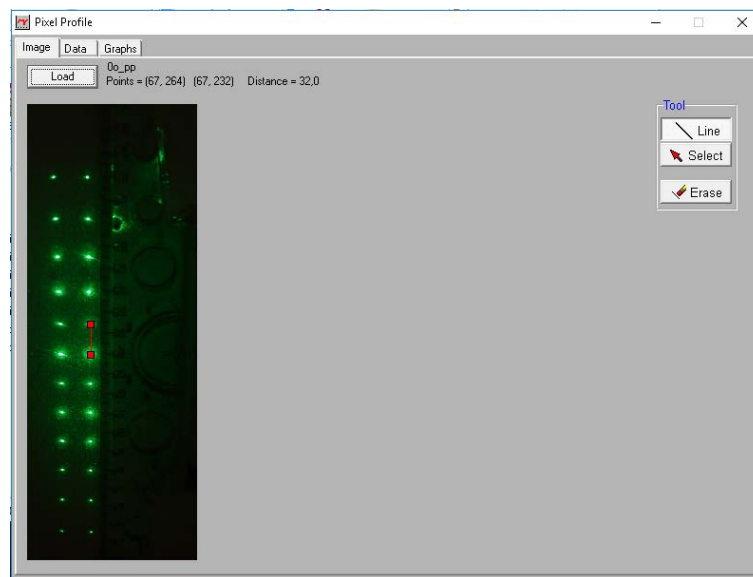 Pixel Profile
Image Data Graphs
Load
0o_pp
Points = (67, 264) (67, 232) Distance = 32,0
Tool
Line
Select
Erase